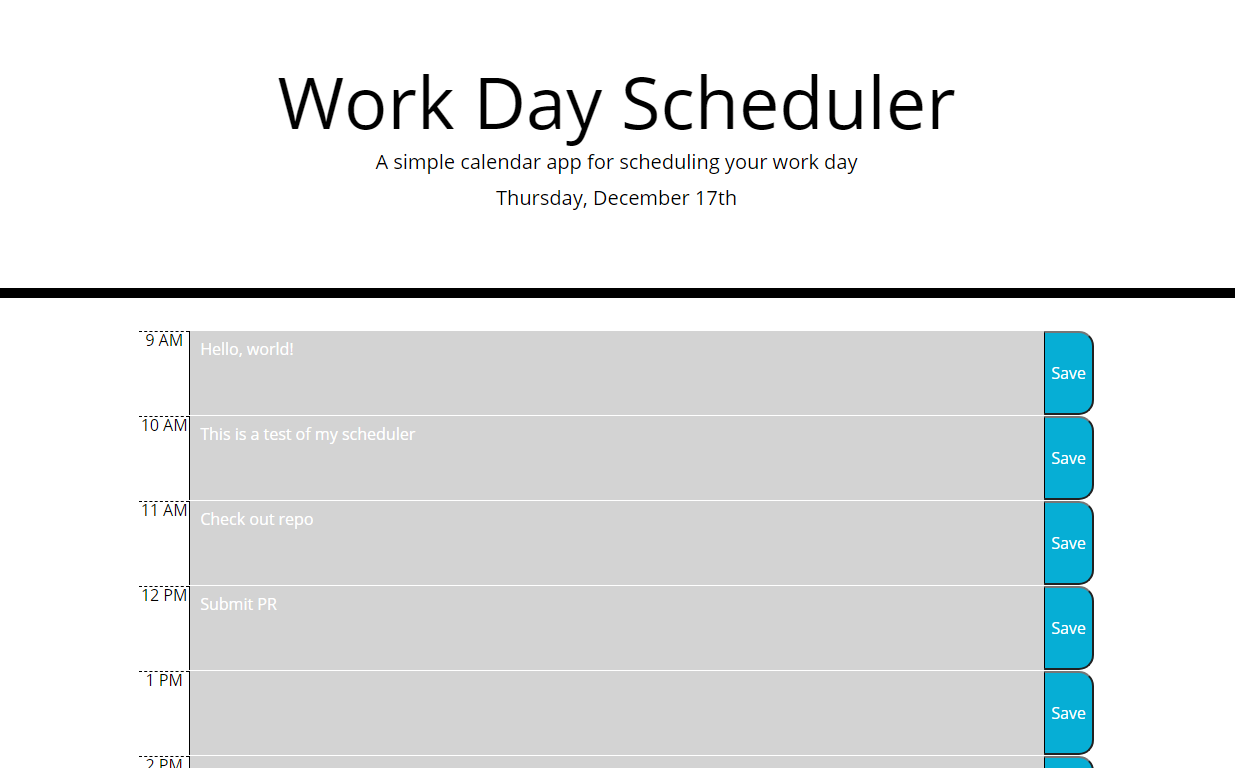 Work Day Scheduler
A simple calendar app for scheduling your work day
Thursday, December 17th
9 AM Hello, world! Save
10 AM This is a test of my scheduler Save
11 AM Check out repo Save
12 PM Submit PR Save
1 PM Save
2 PM